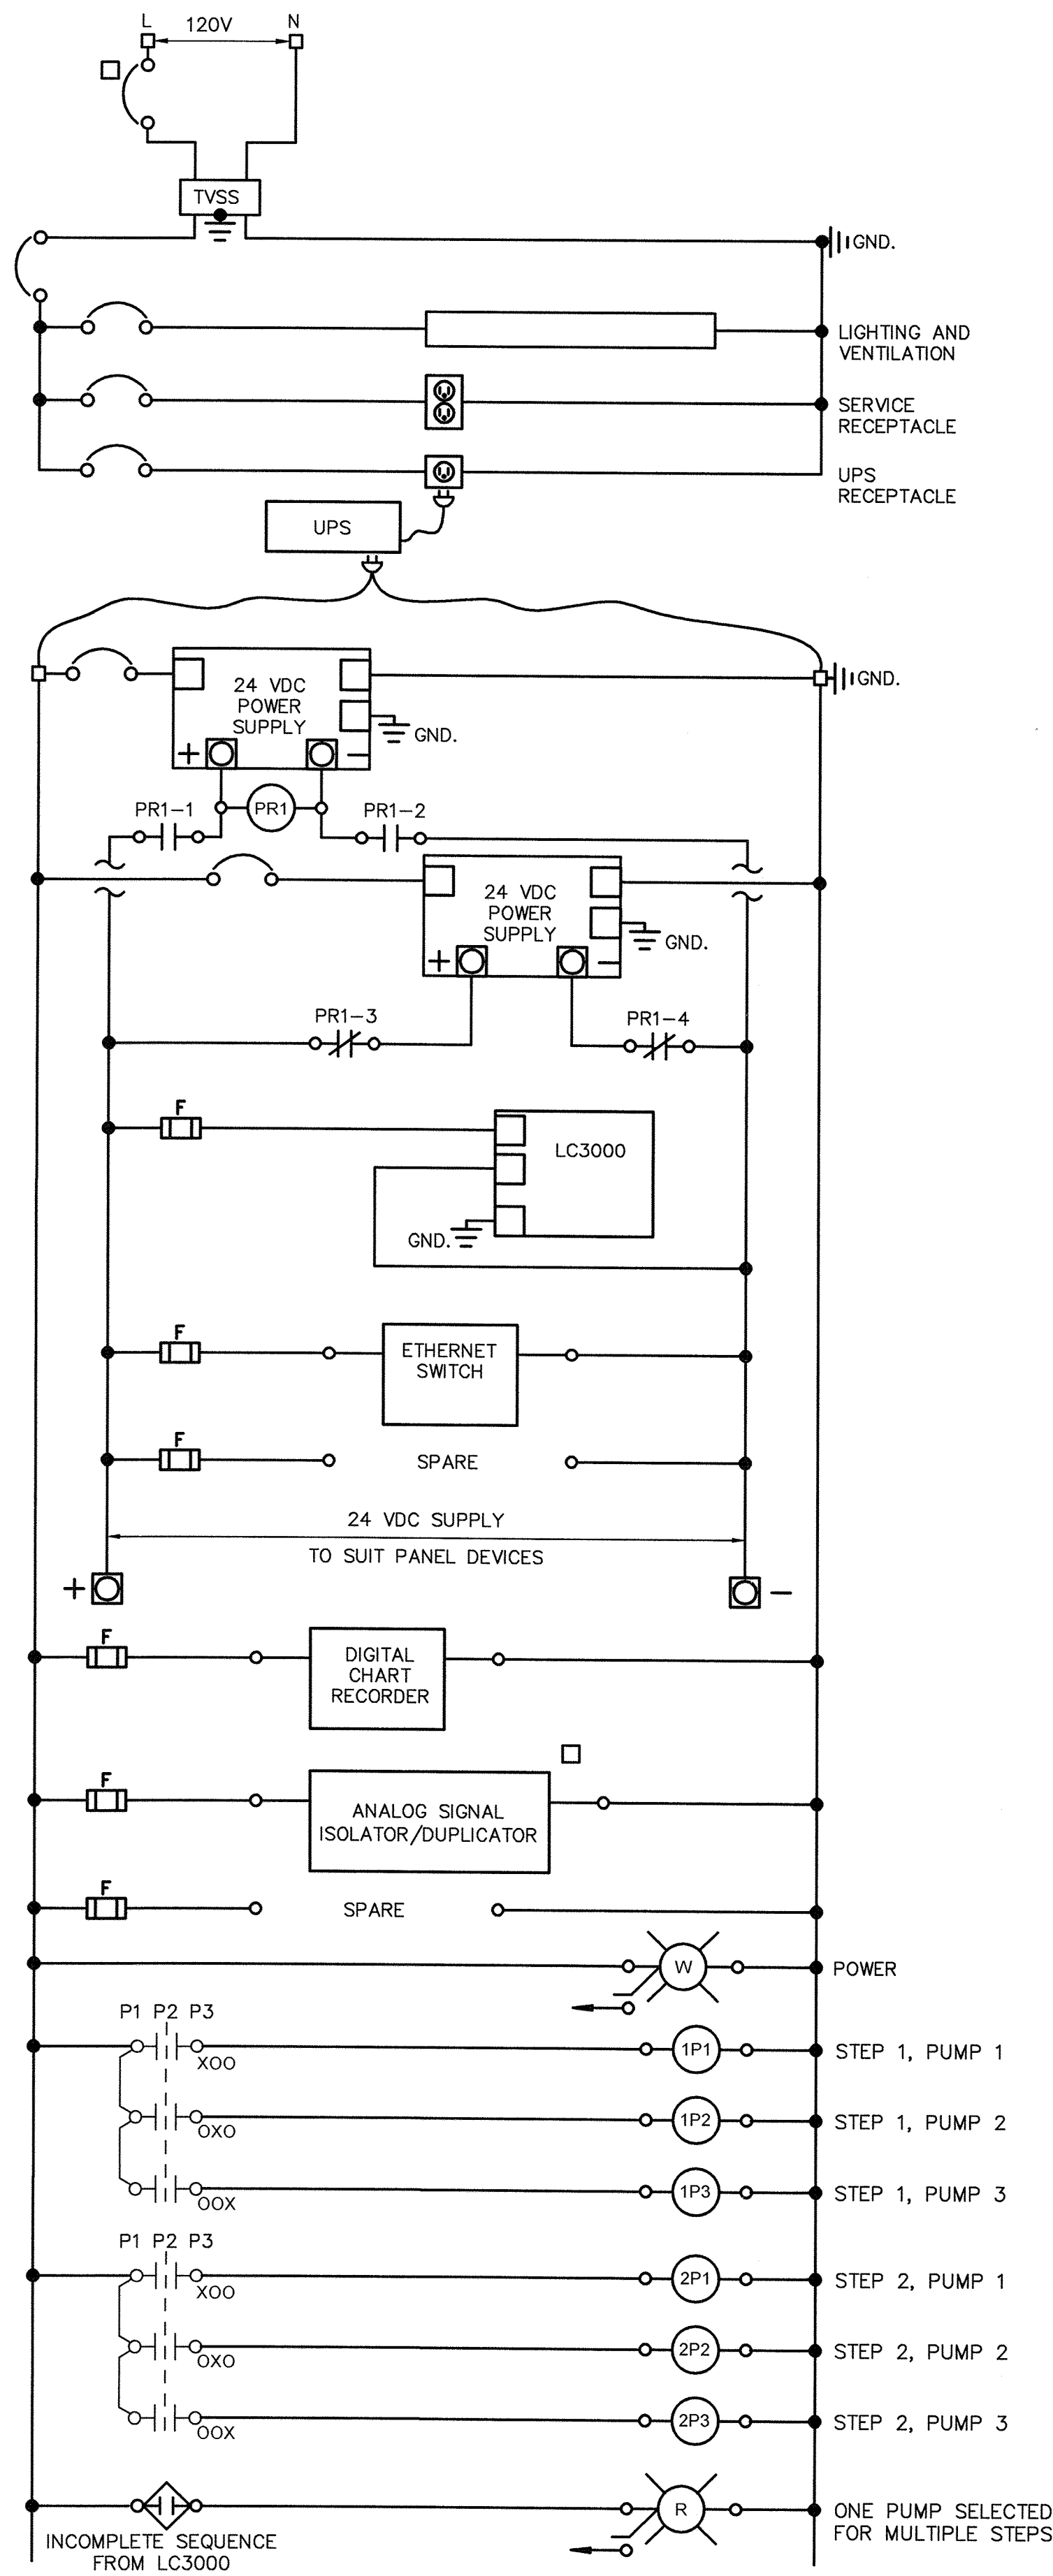 L 120V N
TVSS
GND.
LIGHTING AND
VENTILATION
SERVICE
RECEPTACLE
UPS
RECEPTACLE
UPS
24 VDC
POWER
SUPPLY
GND.
GND.
+ −
PR1-1 PR1 PR1-2
24 VDC
POWER
SUPPLY
GND.
+ −
PR1-3 PR1-4
F
LC3000
GND.
F
ETHERNET
SWITCH
F
SPARE
24 VDC SUPPLY
TO SUIT PANEL DEVICES
+ −
F
DIGITAL
CHART
RECORDER
F
ANALOG SIGNAL
ISOLATOR/DUPLICATOR
F
SPARE
W POWER
P1 P2 P3
XOO 1P1 STEP 1, PUMP 1
OXO 1P2 STEP 1, PUMP 2
OOX 1P3 STEP 1, PUMP 3
P1 P2 P3
XOO 2P1 STEP 2, PUMP 1
OXO 2P2 STEP 2, PUMP 2
OOX 2P3 STEP 2, PUMP 3
R
ONE PUMP SELECTED
FOR MULTIPLE STEPS
INCOMPLETE SEQUENCE
FROM LC3000